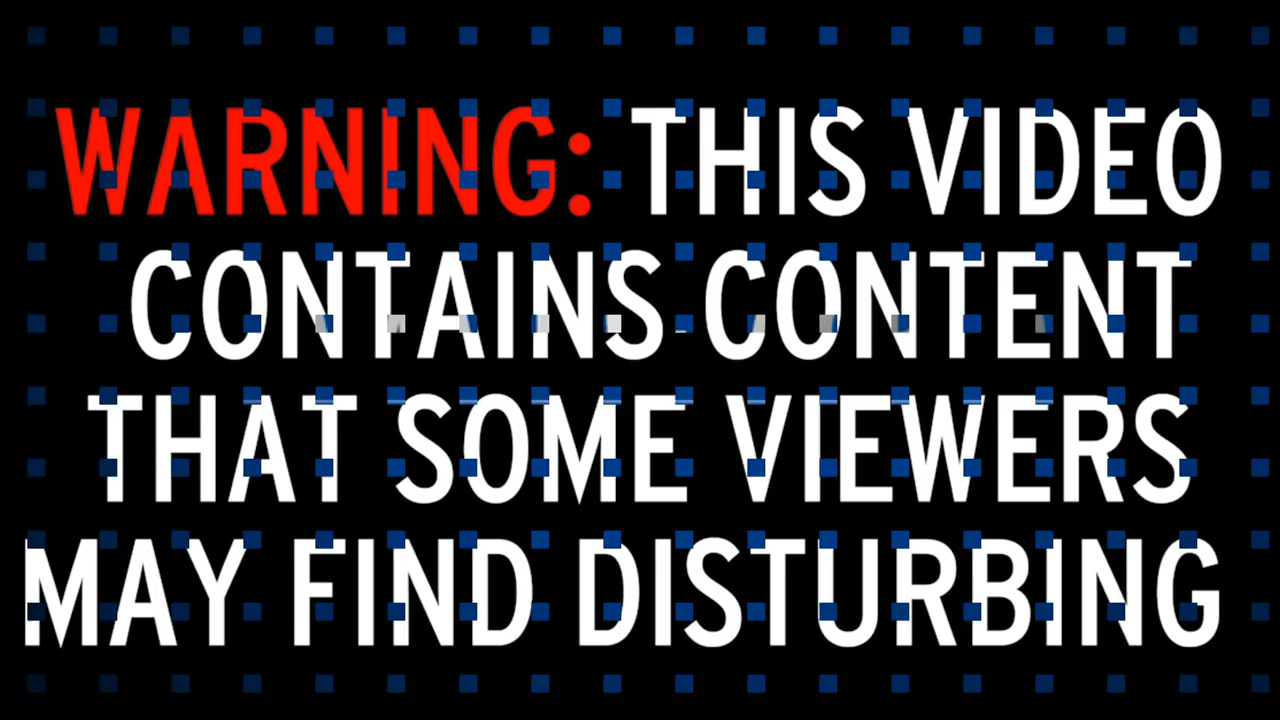 WARNING: THIS VIDEO
CONTAINS CONTENT
THAT SOME VIEWERS
MAY FIND DISTURBING